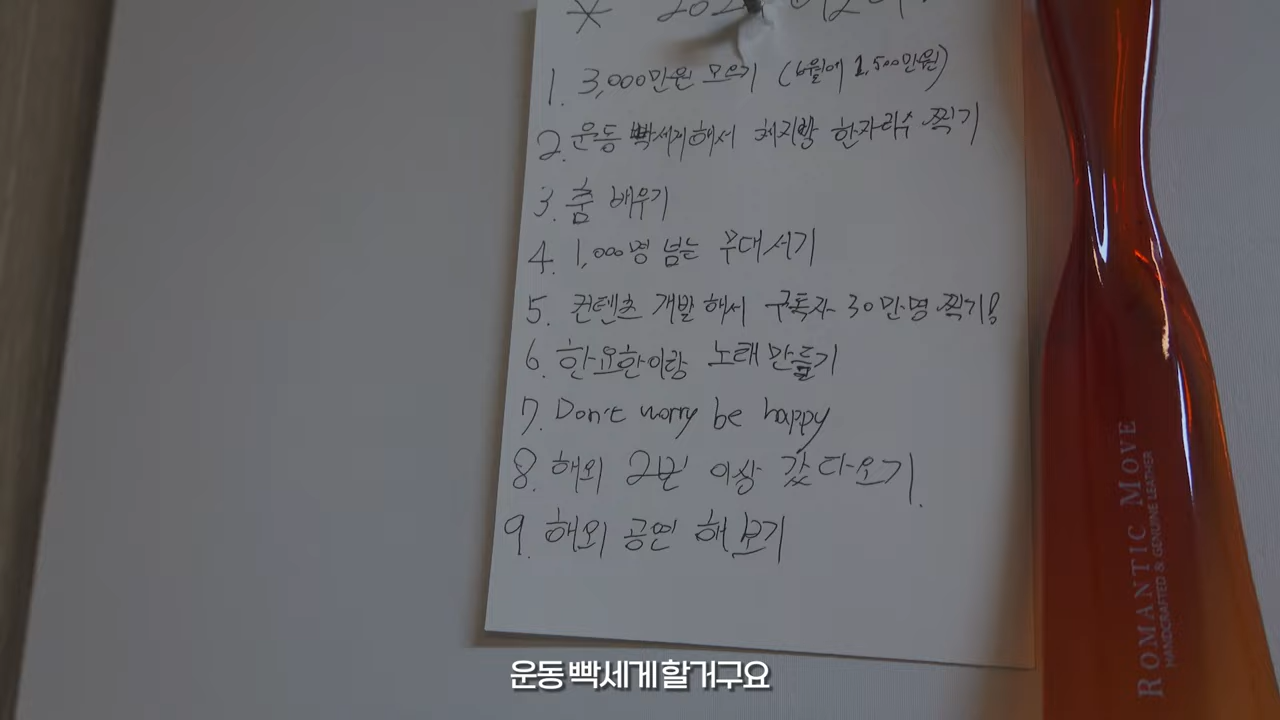 1. 3,000만원 모으기 (6월에 1,500만원)
2. 운동 빡세게해서 체지방 한자리수 찍기
3. 춤 배우기
4. 1,000명 넘는 무대서기
5. 컨텐츠 개발해서 구독자 30만명 찍기!
6. 한요한이랑 노래만들기
7. Don't worry be happy
8. 해외 2번 이상 갔다오기.
9. 해외 공연 해보기
ROMANTIC MOVE
HANDCRAFTED & GENUINE LEATHER
운동 빡세게 할 거구요